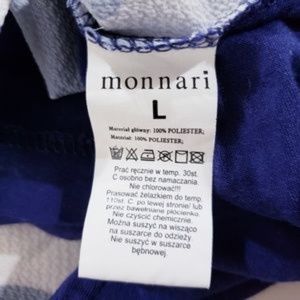 monnari
L
Materiał główny: 100% POLIESTER;
Materiał: 100% POLIESTER;
Prać ręcznie w temp. 30st.
C osobno bez namaczania
Nie chlorować!!!
Prasować żelazkiem do temp.
110st. C. po lewej stronie! lub
przez bawełniane płócienko.
Nie czyścić chemicznie.
Można suszyć na wieszaku
w suszarce do odzieży.
Nie suszyć w suszarce
bębnowej.